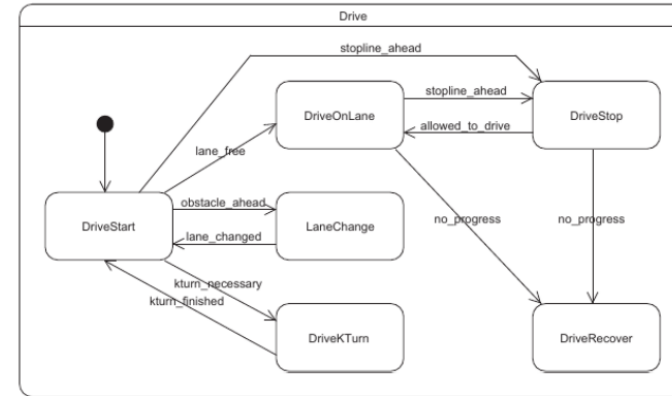 Drive
stopline_ahead
DriveOnLane
stopline_ahead
allowed_to_drive
DriveStop
lane_free
DriveStart
obstacle_ahead
lane_changed
LaneChange
no_progress
no_progress
kturn_necessary
kturn_finished
DriveKTurn
DriveRecover